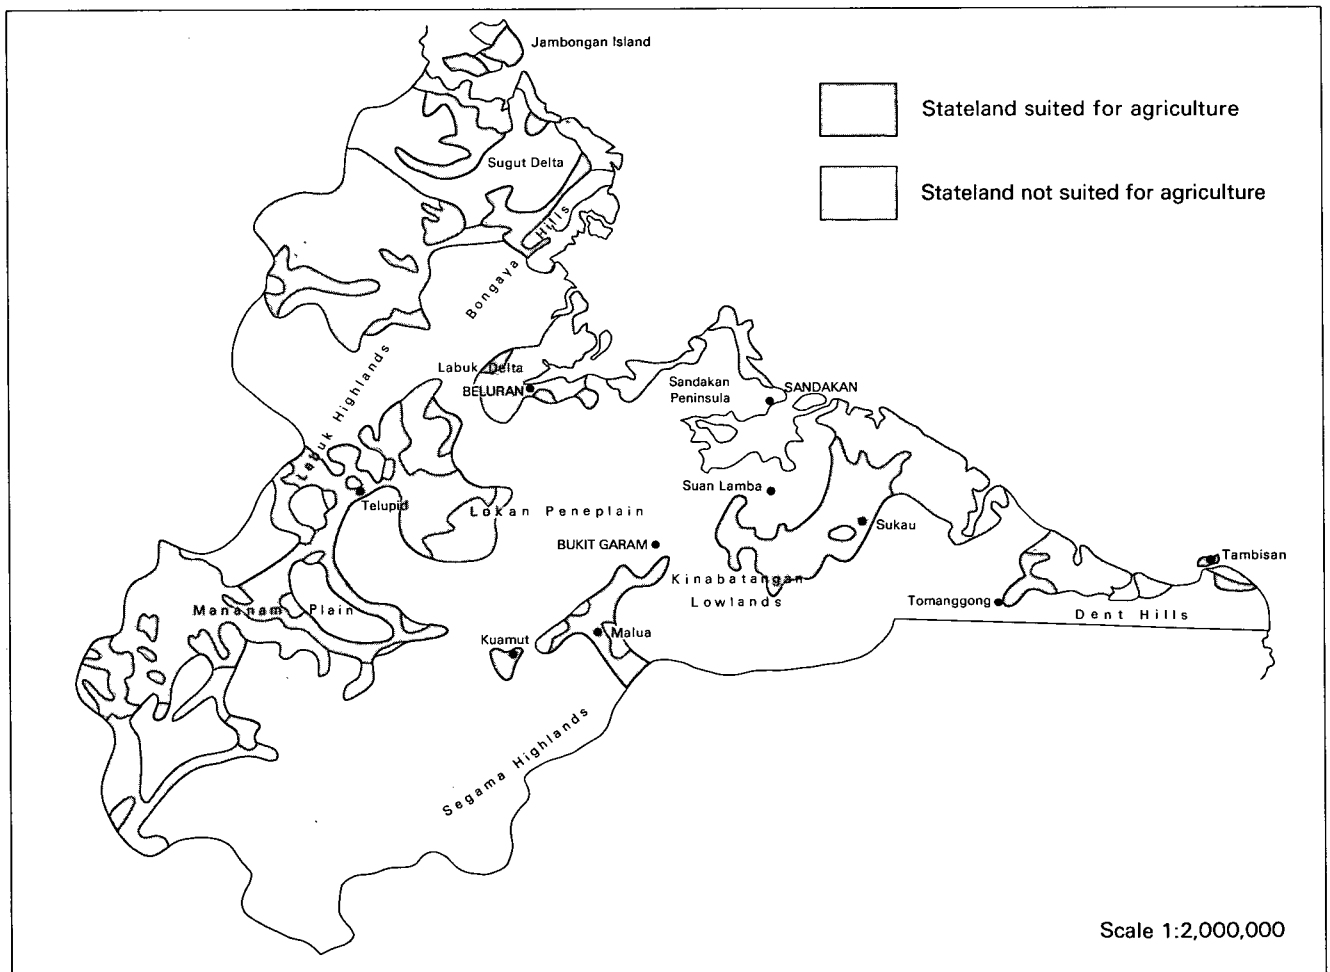 Jambongan Island
Stateland suited for agriculture
Sugut Delta
Stateland not suited for agriculture
Bongaya Hills
Labuk Highlands
Labuk Delta
BELURAN
Sandakan
Peninsula
SANDAKAN
Suan Lamba
Telupid
Lokan Peneplain
Sukau
BUKIT GARAM
Tambisan
Kinabatangan
Lowlands
Tomanggong
Mananam Plain
Dent Hills
Kuamut
Malua
Segama Highlands
Scale 1:2,000,000